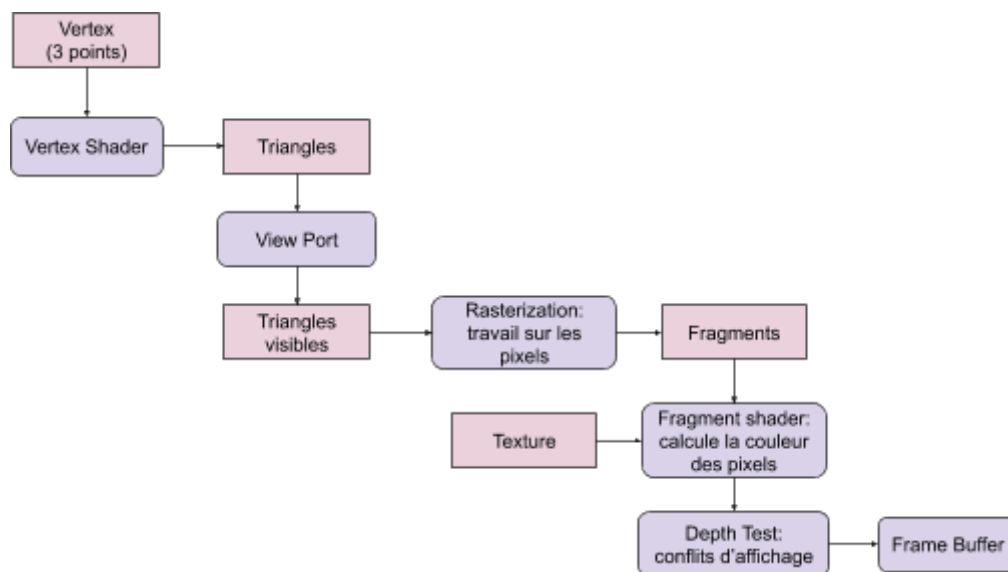 Vertex
(3 points)
Vertex Shader
Triangles
View Port
Triangles
visibles
Rasterization:
travail sur les
pixels
Fragments
Texture
Fragment shader:
calcule la couleur
des pixels
Depth Test:
conflits d'affichage
Frame Buffer